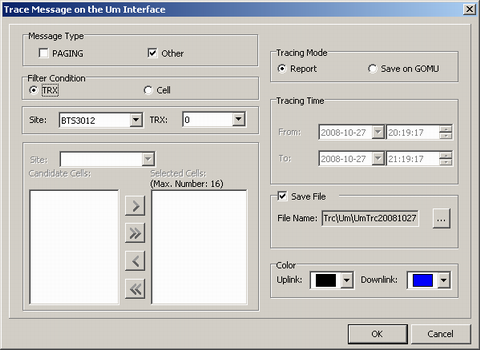 Trace Message on the Um Interface
Message Type
PAGING
Other
Filter Condition
TRX
Cell
Site: BTS3012 TRX: 0
Site:
Candidate Cells:
Selected Cells:
(Max. Number: 16)
Tracing Mode
Report
Save on GOMU
Tracing Time
From: 2008-10-27 20:19:17
To: 2008-10-27 21:19:17
Save File
File Name: Trc\Um\UmTrc20081027 ...
Color
Uplink: Downlink:
OK
Cancel